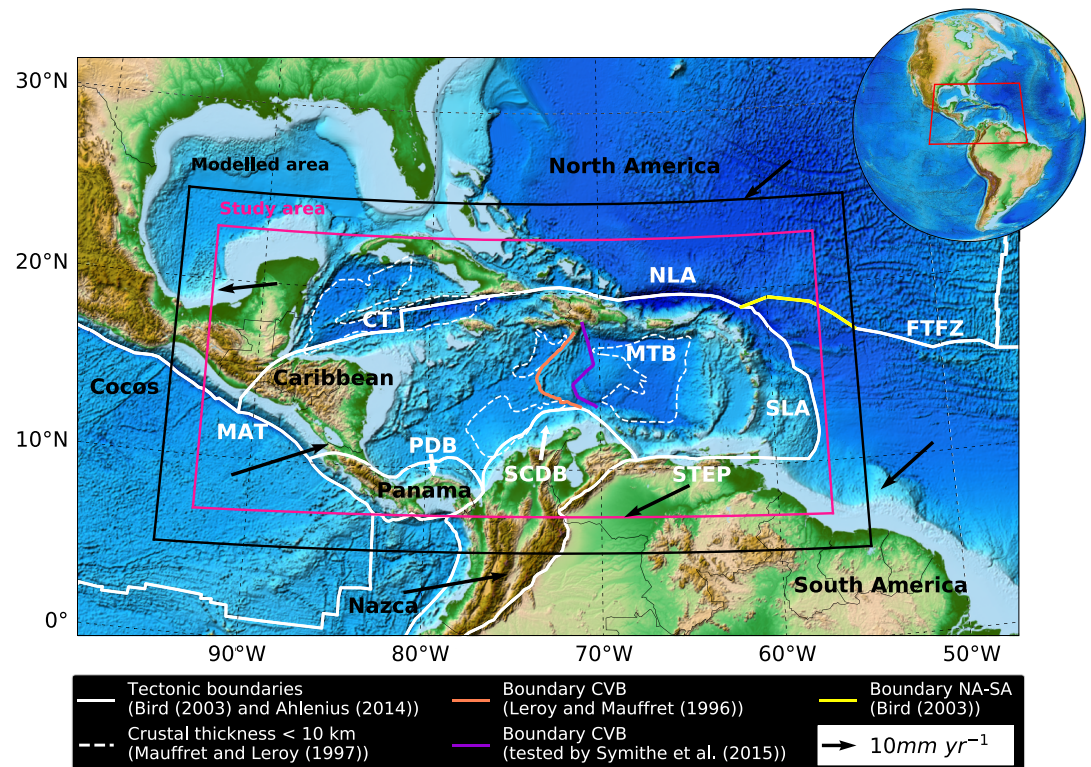 30°N
Modelled area
North America
Study area
20°N
NLA
CT
FTFZ
MTB
Cocos
Caribbean
SLA
MAT
10°N
PDB
SCDB
STEP
Panama
South America
Nazca
0°
90°W
80°W
70°W
60°W
50°W
Tectonic boundaries
(Bird (2003) and Ahlenius (2014))
Boundary CVB
(Leroy and Mauffret (1996))
Boundary NA-SA
(Bird (2003))
Crustal thickness < 10 km
(Mauffret and Leroy (1997))
Boundary CVB
(tested by Symithe et al. (2015))
10mm yr⁻¹